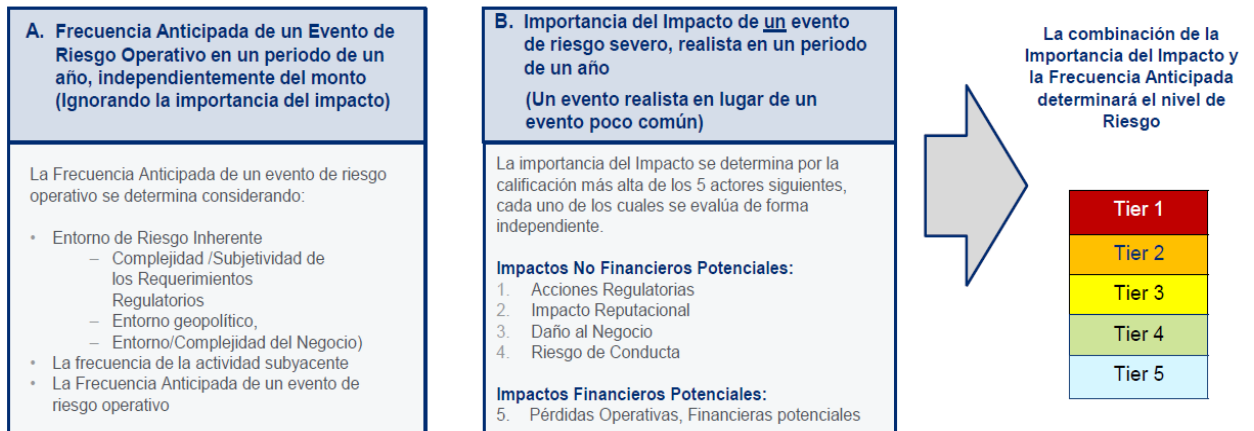 A. Frecuencia Anticipada de un Evento de
Riesgo Operativo en un periodo de un
año, independientemente del monto
(Ignorando la importancia del impacto)
La Frecuencia Anticipada de un evento de riesgo
operativo se determina considerando:
• Entorno de Riesgo Inherente
– Complejidad /Subjetividad de
los Requerimientos
Regulatorios
– Entorno geopolítico,
– Entorno/Complejidad del Negocio)
• La frecuencia de la actividad subyacente
• La Frecuencia Anticipada de un evento de
riesgo operativo
B. Importancia del Impacto de un evento
de riesgo severo, realista en un periodo
de un año
(Un evento realista en lugar de un
evento poco común)
La importancia del Impacto se determina por la
calificación más alta de los 5 actores siguientes,
cada uno de los cuales se evalúa de forma
independiente.
Impactos No Financieros Potenciales:
1. Acciones Regulatorias
2. Impacto Reputacional
3. Daño al Negocio
4. Riesgo de Conducta
Impactos Financieros Potenciales:
5. Pérdidas Operativas, Financieras potenciales
La combinación de la
Importancia del Impacto y
la Frecuencia Anticipada
determinará el nivel de
Riesgo
Tier 1
Tier 2
Tier 3
Tier 4
Tier 5